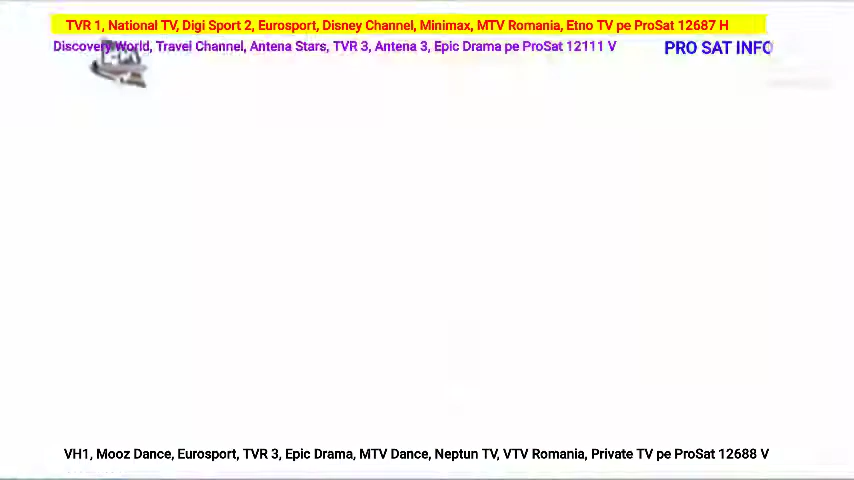 TVR 1, National TV, Digi Sport 2, Eurosport, Disney Channel, Minimax, MTV Romania, Etno TV pe ProSat 12687 H
Discovery World, Travel Channel, Antena Stars, TVR 3, Antena 3, Epic Drama pe ProSat 12111 V
PRO SAT INFO
VH1, Mooz Dance, Eurosport, TVR 3, Epic Drama, MTV Dance, Neptun TV, VTV Romania, Private TV pe ProSat 12688 V